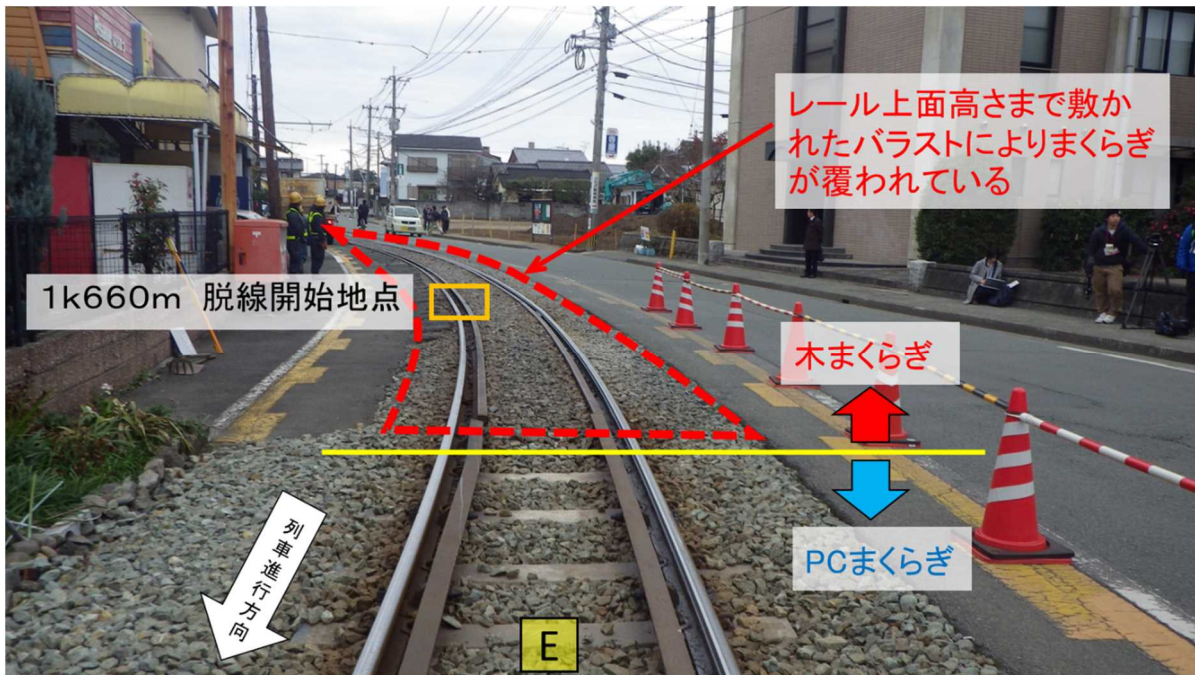 レール上面高さまで敷か
れたバラストによりまくらぎ
が覆われている
1k660m 脱線開始地点
木まくらぎ
PCまくらぎ
列車進行方向
E